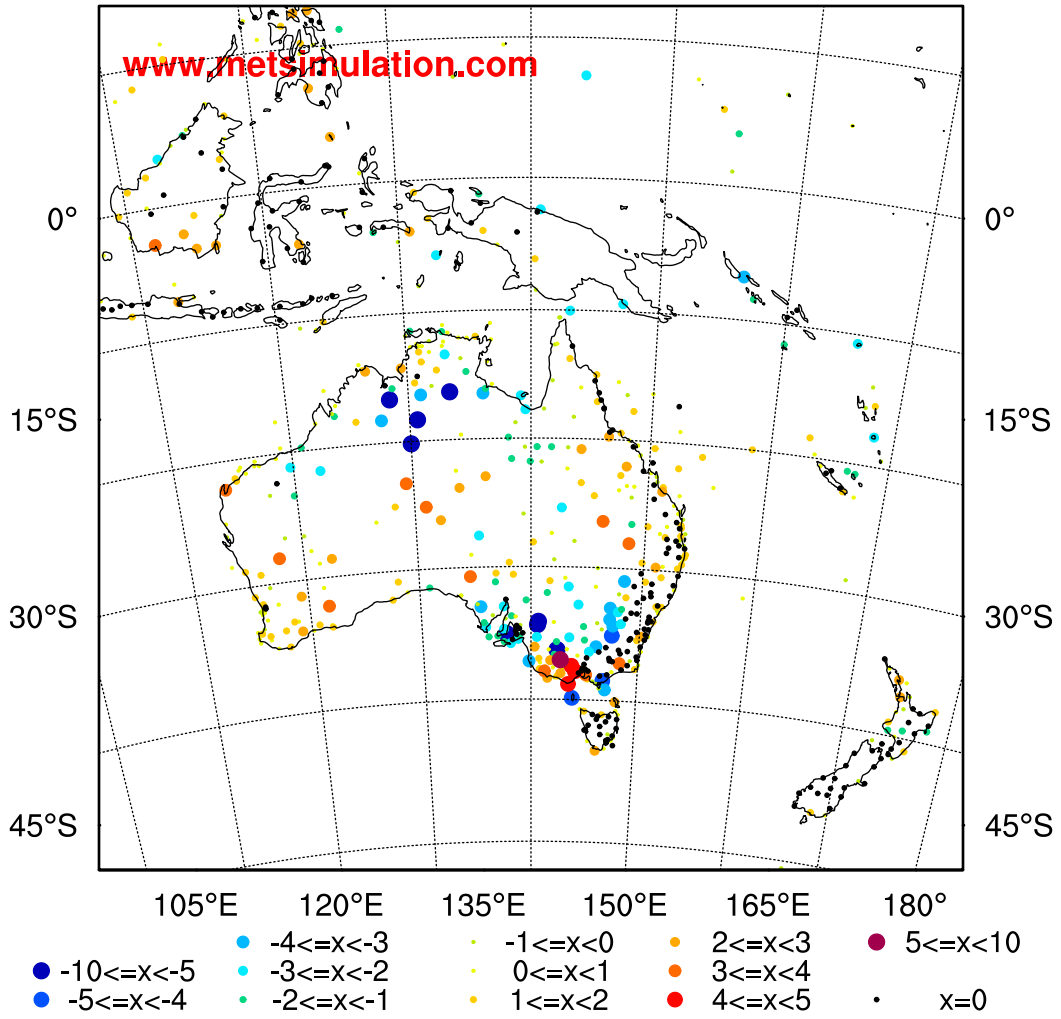 www.metsimulation.com
0° 0°
15°S 15°S
30°S 30°S
45°S 45°S
105°E 120°E 135°E 150°E 165°E 180°
-4<=x<-3 -1<=x<0 2<=x<3 5<=x<10
-10<=x<-5 -3<=x<-2 0<=x<1 3<=x<4
-5<=x<-4 -2<=x<-1 1<=x<2 4<=x<5 x=0